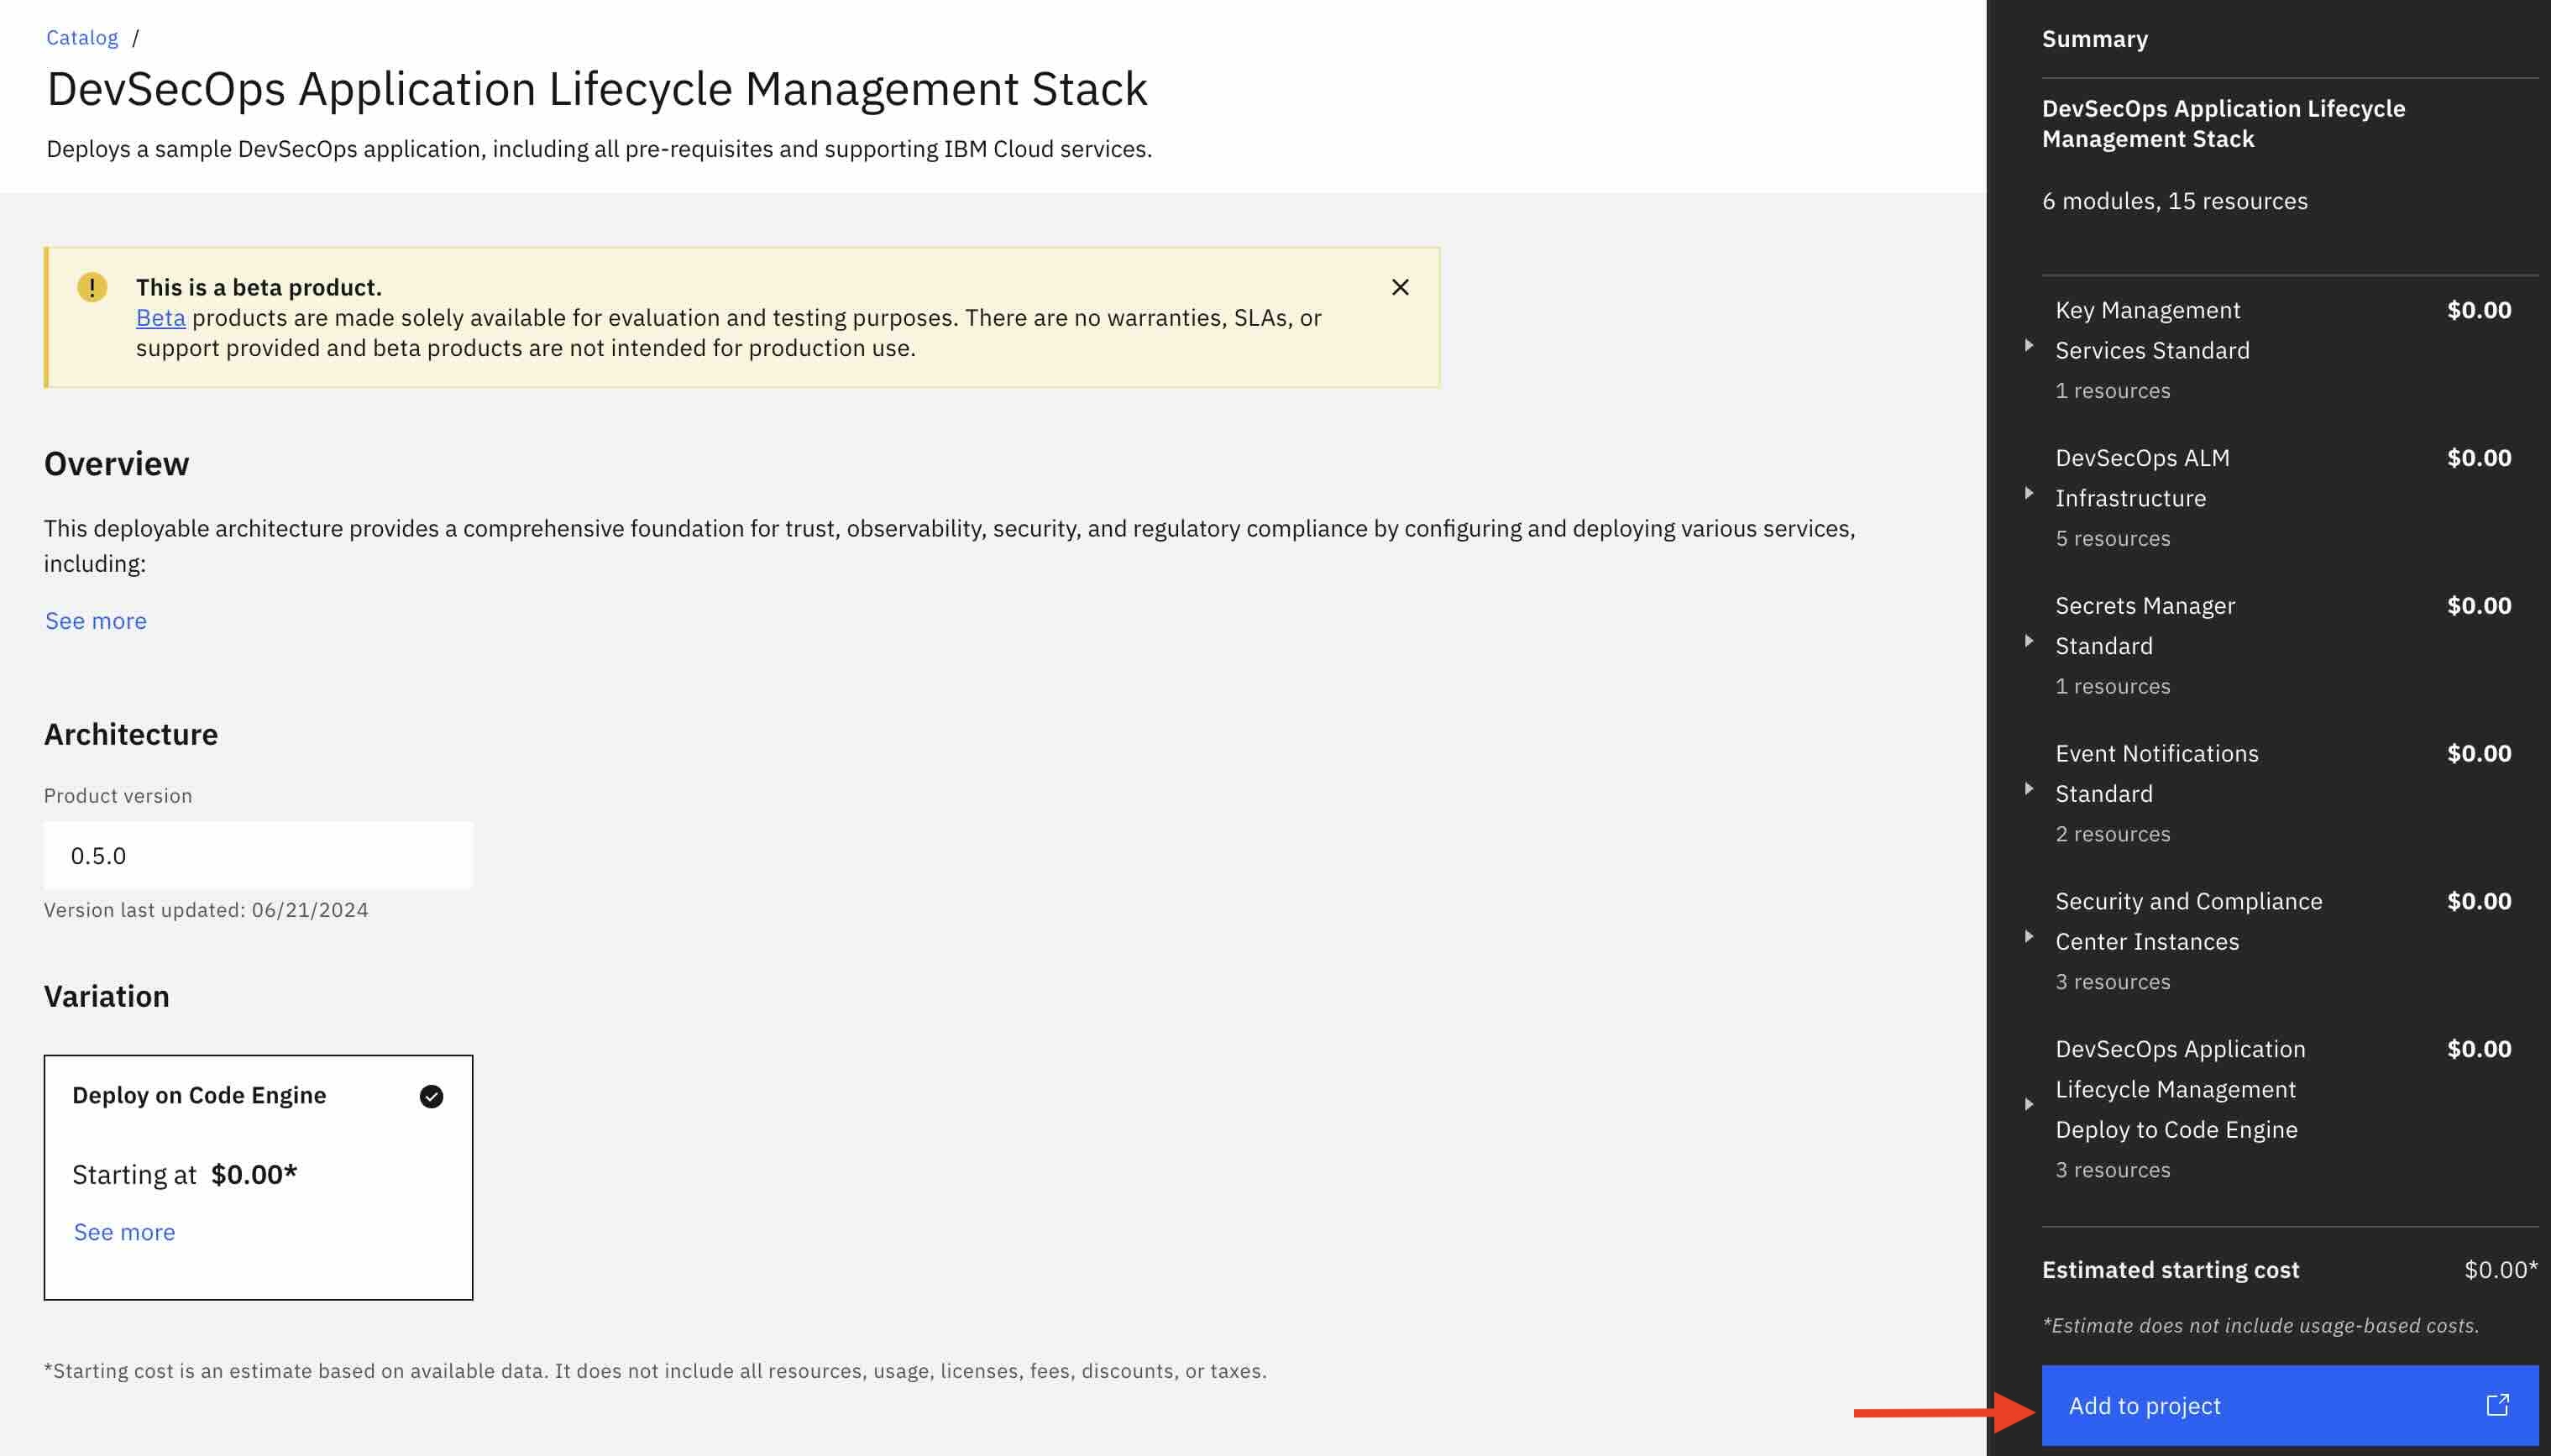 Catalog /
DevSecOps Application Lifecycle Management Stack
Deploys a sample DevSecOps application, including all pre-requisites and supporting IBM Cloud services.
This is a beta product.
Beta products are made solely available for evaluation and testing purposes. There are no warranties, SLAs, or
support provided and beta products are not intended for production use.
Overview
This deployable architecture provides a comprehensive foundation for trust, observability, security, and regulatory compliance by configuring and deploying various services,
including:
See more
Architecture
Product version
0.5.0
Version last updated: 06/21/2024
Variation
Deploy on Code Engine
Starting at $0.00*
See more
*Starting cost is an estimate based on available data. It does not include all resources, usage, licenses, fees, discounts, or taxes.
Summary
DevSecOps Application Lifecycle
Management Stack
6 modules, 15 resources
Key Management $0.00
Services Standard
1 resources
DevSecOps ALM $0.00
Infrastructure
5 resources
Secrets Manager $0.00
Standard
1 resources
Event Notifications $0.00
Standard
2 resources
Security and Compliance $0.00
Center Instances
3 resources
DevSecOps Application $0.00
Lifecycle Management
Deploy to Code Engine
3 resources
Estimated starting cost $0.00*
*Estimate does not include usage-based costs.
Add to project